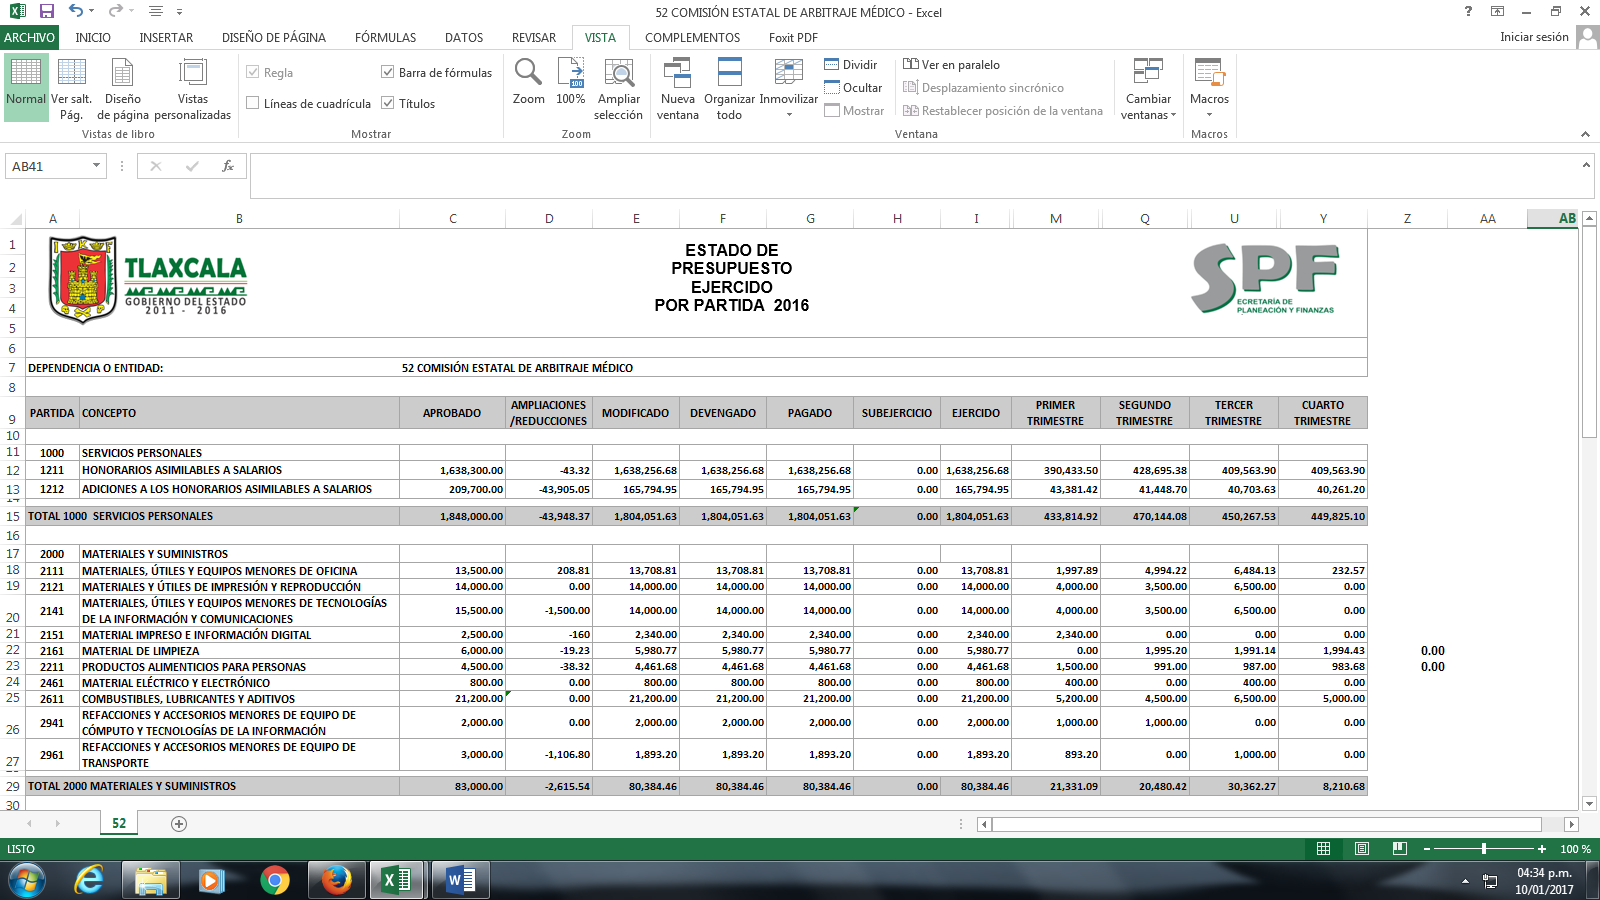 52 COMISIÓN ESTATAL DE ARBITRAJE MÉDICO - Excel
ARCHIVO INICIO INSERTAR DISEÑO DE PÁGINA FÓRMULAS DATOS REVISAR VISTA COMPLEMENTOS Foxit PDF Iniciar sesión
Normal Ver salt. Pág. Diseño de página Vistas personalizadas
Vistas de libro
Regla Barra de fórmulas
Líneas de cuadrícula Títulos
Mostrar
Zoom 100% Ampliar selección
Zoom
Nueva ventana Organizar todo Inmovilizar
Dividir
Ocultar
Mostrar
Ver en paralelo
Desplazamiento sincrónico
Restablecer posición de la ventana
Cambiar ventanas
Ventana
Macros
Macros
AB41 fx
A B C D E F G H I M Q U Y Z AA AB
TLAXCALA
GOBIERNO DEL ESTADO
2011 - 2016
ESTADO DE
PRESUPUESTO
EJERCIDO
POR PARTIDA 2016
SPF
ECRETARÍA DE
PLANEACIÓN Y FINANZAS
1
2
3
4
5
6
7 DEPENDENCIA O ENTIDAD: 52 COMISIÓN ESTATAL DE ARBITRAJE MÉDICO
8
9 PARTIDA CONCEPTO APROBADO AMPLIACIONES /REDUCCIONES MODIFICADO DEVENGADO PAGADO SUBEJERCICIO EJERCIDO PRIMER TRIMESTRE SEGUNDO TRIMESTRE TERCER TRIMESTRE CUARTO TRIMESTRE
10
11 1000 SERVICIOS PERSONALES
12 1211 HONORARIOS ASIMILABLES A SALARIOS 1,638,300.00 -43.32 1,638,256.68 1,638,256.68 1,638,256.68 0.00 1,638,256.68 390,433.50 428,695.38 409,563.90 409,563.90
13 1212 ADICIONES A LOS HONORARIOS ASIMILABLES A SALARIOS 209,700.00 -43,905.05 165,794.95 165,794.95 165,794.95 0.00 165,794.95 43,381.42 41,448.70 40,703.63 40,261.20
15 TOTAL 1000 SERVICIOS PERSONALES 1,848,000.00 -43,948.37 1,804,051.63 1,804,051.63 1,804,051.63 0.00 1,804,051.63 433,814.92 470,144.08 450,267.53 449,825.10
16
17 2000 MATERIALES Y SUMINISTROS
18 2111 MATERIALES, ÚTILES Y EQUIPOS MENORES DE OFICINA 13,500.00 208.81 13,708.81 13,708.81 13,708.81 0.00 13,708.81 1,997.89 4,994.22 6,484.13 232.57
19 2121 MATERIALES Y ÚTILES DE IMPRESIÓN Y REPRODUCCIÓN 14,000.00 0.00 14,000.00 14,000.00 14,000.00 0.00 14,000.00 4,000.00 3,500.00 6,500.00 0.00
20 2141 MATERIALES, ÚTILES Y EQUIPOS MENORES DE TECNOLOGÍAS DE LA INFORMACIÓN Y COMUNICACIONES 15,500.00 -1,500.00 14,000.00 14,000.00 14,000.00 0.00 14,000.00 4,000.00 3,500.00 6,500.00 0.00
21 2151 MATERIAL IMPRESO E INFORMACIÓN DIGITAL 2,500.00 -160 2,340.00 2,340.00 2,340.00 0.00 2,340.00 2,340.00 0.00 0.00 0.00
22 2161 MATERIAL DE LIMPIEZA 6,000.00 -19.23 5,980.77 5,980.77 5,980.77 0.00 5,980.77 0.00 1,995.20 1,991.14 1,994.43 0.00
23 2211 PRODUCTOS ALIMENTICIOS PARA PERSONAS 4,500.00 -38.32 4,461.68 4,461.68 4,461.68 0.00 4,461.68 1,500.00 991.00 987.00 983.68 0.00
24 2461 MATERIAL ELÉCTRICO Y ELECTRÓNICO 800.00 0.00 800.00 800.00 800.00 0.00 800.00 400.00 0.00 400.00 0.00
25 2611 COMBUSTIBLES, LUBRICANTES Y ADITIVOS 21,200.00 0.00 21,200.00 21,200.00 21,200.00 0.00 21,200.00 5,200.00 4,500.00 6,500.00 5,000.00
26 2941 REFACCIONES Y ACCESORIOS MENORES DE EQUIPO DE CÓMPUTO Y TECNOLOGÍAS DE LA INFORMACIÓN 2,000.00 0.00 2,000.00 2,000.00 2,000.00 0.00 2,000.00 1,000.00 1,000.00 0.00 0.00
27 2961 REFACCIONES Y ACCESORIOS MENORES DE EQUIPO DE TRANSPORTE 3,000.00 -1,106.80 1,893.20 1,893.20 1,893.20 0.00 1,893.20 893.20 0.00 1,000.00 0.00
29 TOTAL 2000 MATERIALES Y SUMINISTROS 83,000.00 -2,615.54 80,384.46 80,384.46 80,384.46 0.00 80,384.46 21,331.09 20,480.42 30,362.27 8,210.68
30
52
LISTO 100 %
04:34 p.m.
10/01/2017